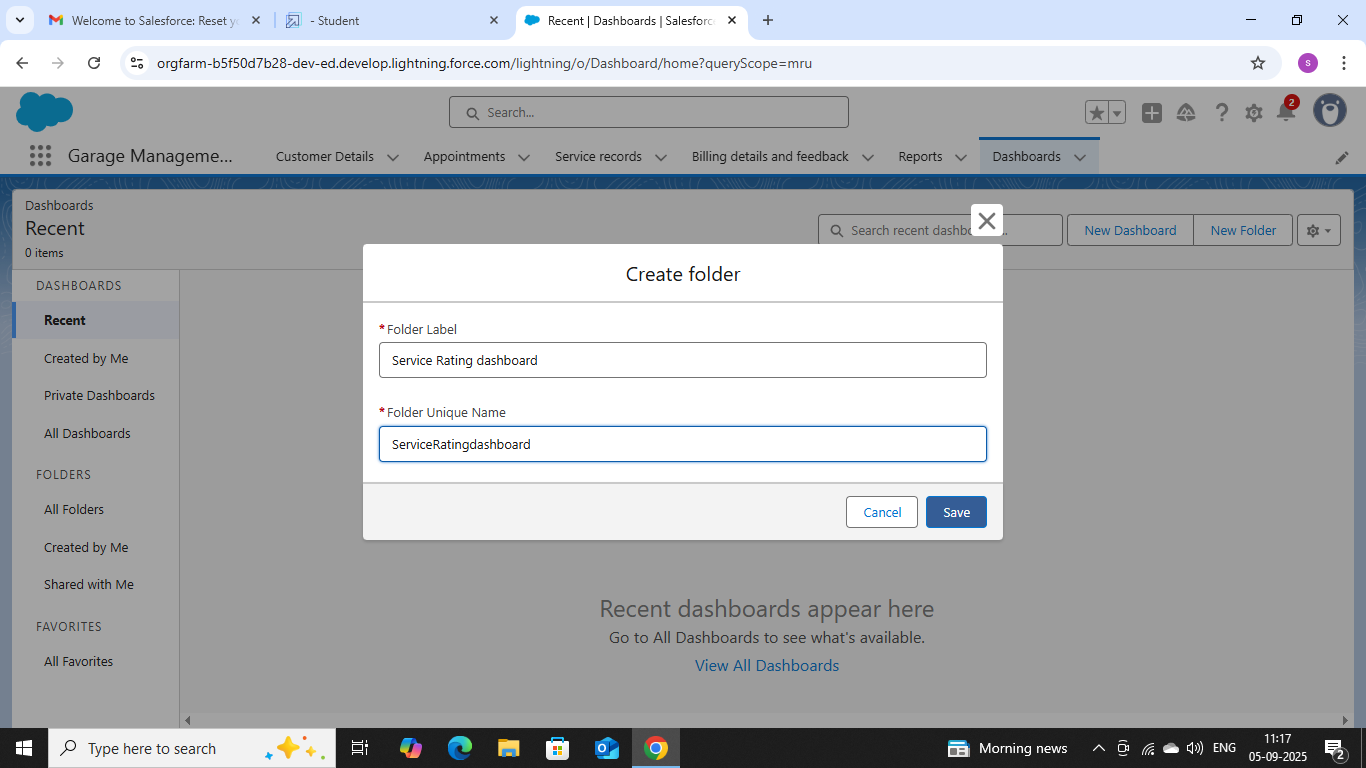 Welcome to Salesforce: Reset yo
- Student
Recent | Dashboards | Salesforc
orgfarm-b5f50d7b28-dev-ed.develop.lightning.force.com/lightning/o/Dashboard/home?queryScope=mru
s
Search...
2
Garage Manageme...
Customer Details
Appointments
Service records
Billing details and feedback
Reports
Dashboards
Dashboards
Recent
0 items
Search recent dashbo
New Dashboard
New Folder
DASHBOARDS
Recent
Created by Me
Private Dashboards
All Dashboards
FOLDERS
All Folders
Created by Me
Shared with Me
FAVORITES
All Favorites
Create folder
*Folder Label
Service Rating dashboard
*Folder Unique Name
ServiceRatingdashboard
Cancel
Save
Recent dashboards appear here
Go to All Dashboards to see what's available.
View All Dashboards
Type here to search
Morning news
ENG
11:17
05-09-2025
2